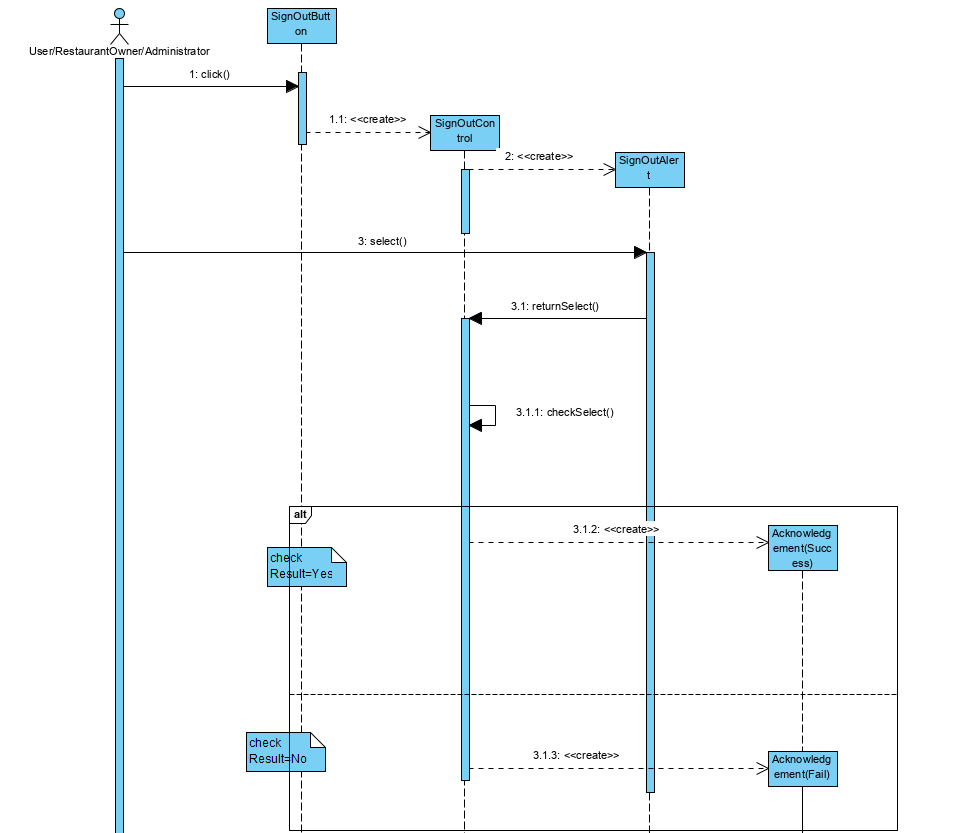 SignOutButt
on
User/RestaurantOwner/Administrator
1: click()
1.1: <<create>>
SignOutCon
trol
2: <<create>>
SignOutAler
t
3: select()
3.1: returnSelect()
3.1.1: checkSelect()
alt
3.1.2: <<create>>
Acknowledg
ement(Succ
ess)
check
Result=Yes
check
Result=No
3.1.3: <<create>>
Acknowledg
ement(Fail)